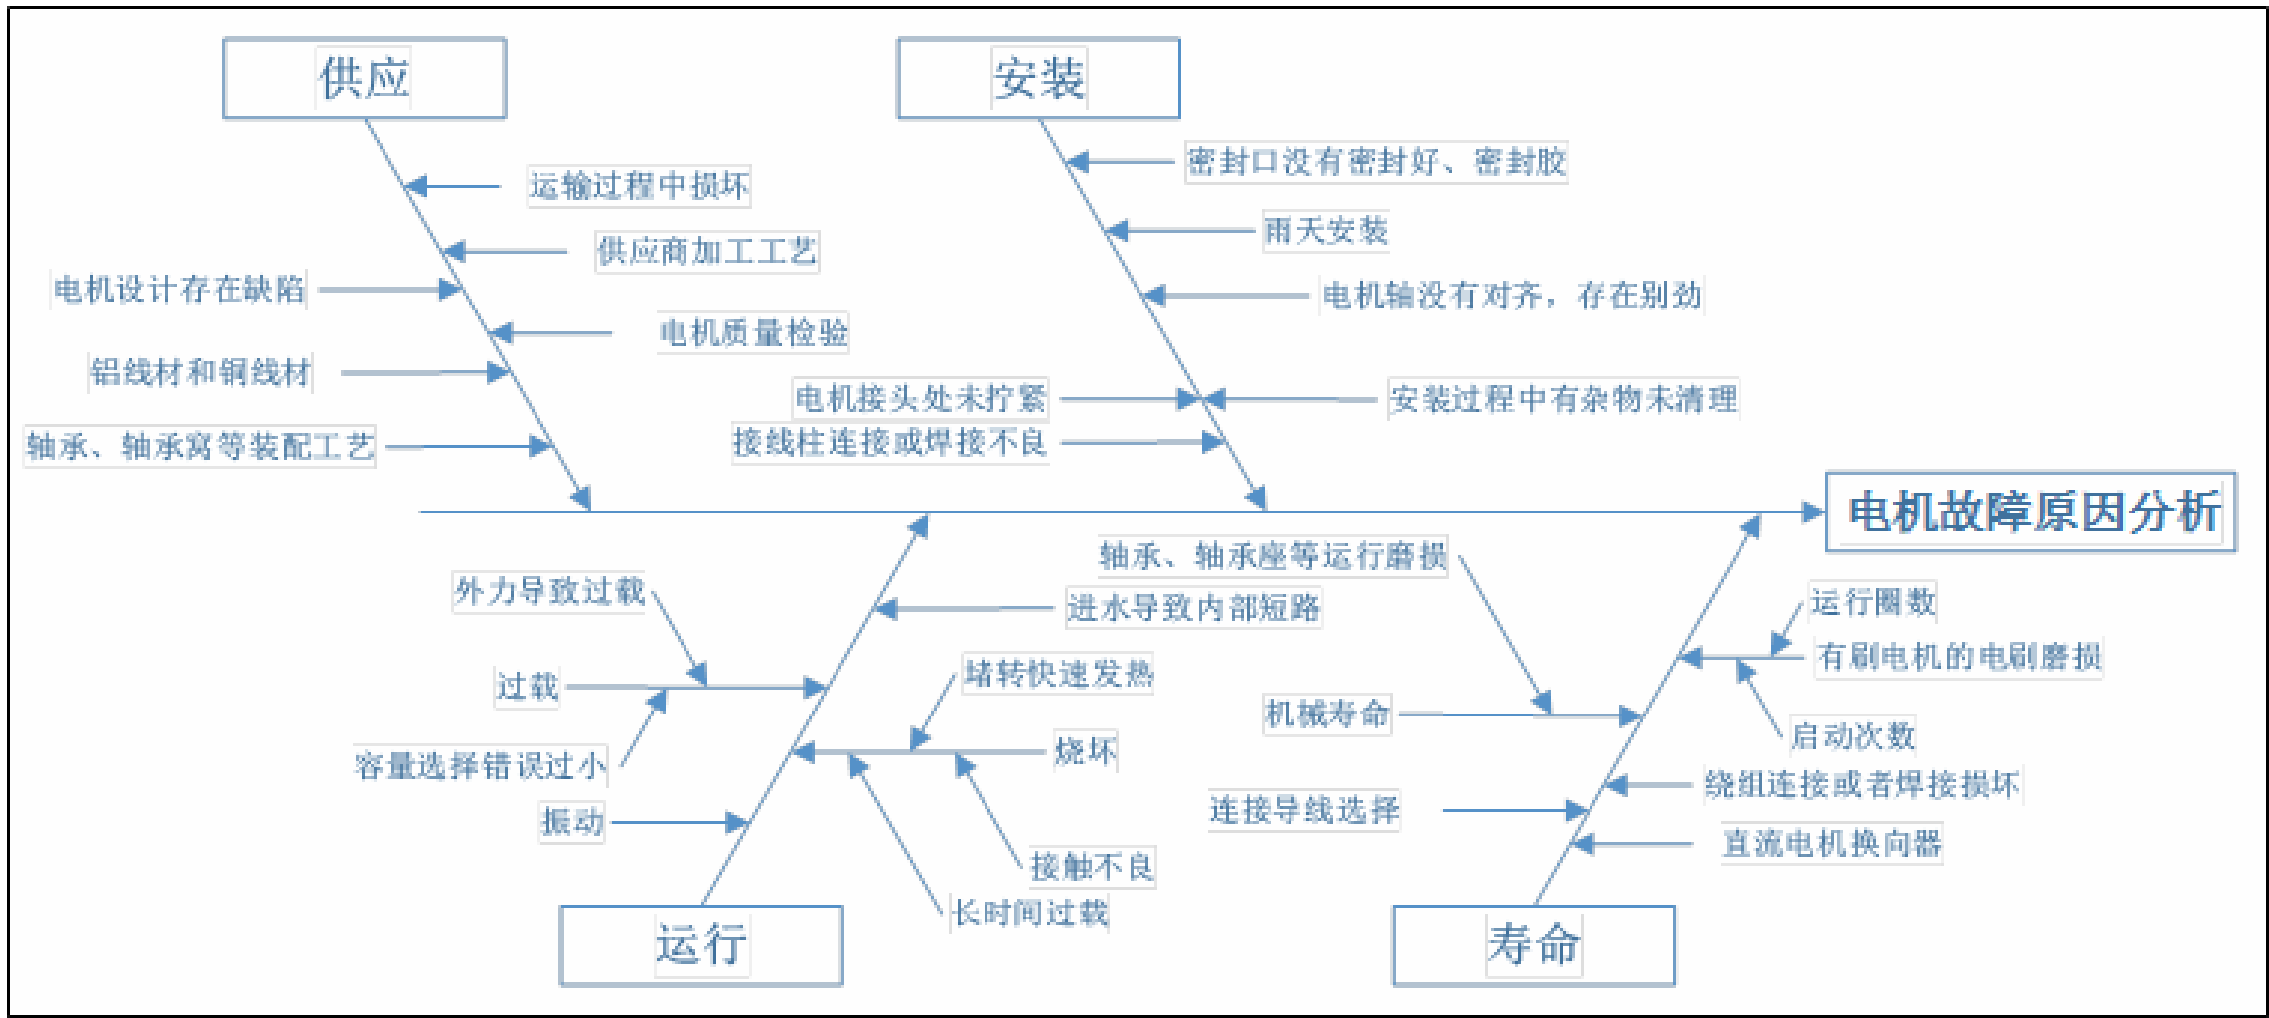 供应
安装
密封口没有密封好、密封胶
运输过程中损坏
雨天安装
供应商加工工艺
电机设计存在缺陷
电机轴没有对齐，存在别劲
电机质量检验
铝线材和铜线材
电机接头处未拧紧
安装过程中有杂物未清理
轴承、轴承窝等装配工艺
接线柱连接或焊接不良
电机故障原因分析
轴承、轴承座等运行磨损
外力导致过载
进水导致内部短路
运行圈数
有刷电机的电刷磨损
过载
堵转快速发热
机械寿命
启动次数
容量选择错误过小
烧坏
绕组连接或者焊接损坏
振动
连接导线选择
直流电机换向器
接触不良
长时间过载
运行
寿命